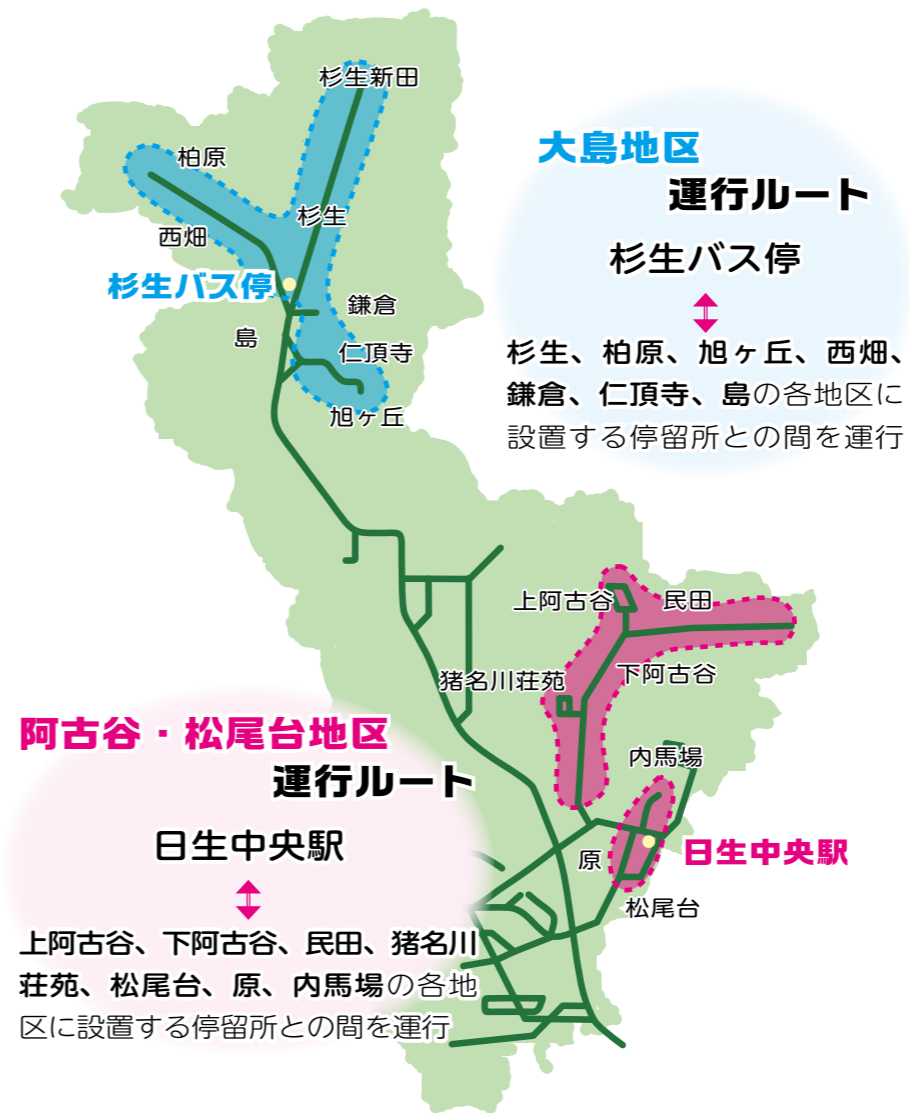 杉生新田
柏原
杉生
西畑
杉生バス停
鎌倉
島
仁頂寺
旭ヶ丘
大島地区
運行ルート
杉生バス停
杉生、柏原、旭ヶ丘、西畑、
鎌倉、仁頂寺、島の各地区に
設置する停留所との間を運行
上阿古谷
民田
猪名川荘苑
下阿古谷
内馬場
原
日生中央駅
松尾台
阿古谷・松尾台地区
運行ルート
日生中央駅
上阿古谷、下阿古谷、民田、猪名川
荘苑、松尾台、原、内馬場の各地
区に設置する停留所との間を運行